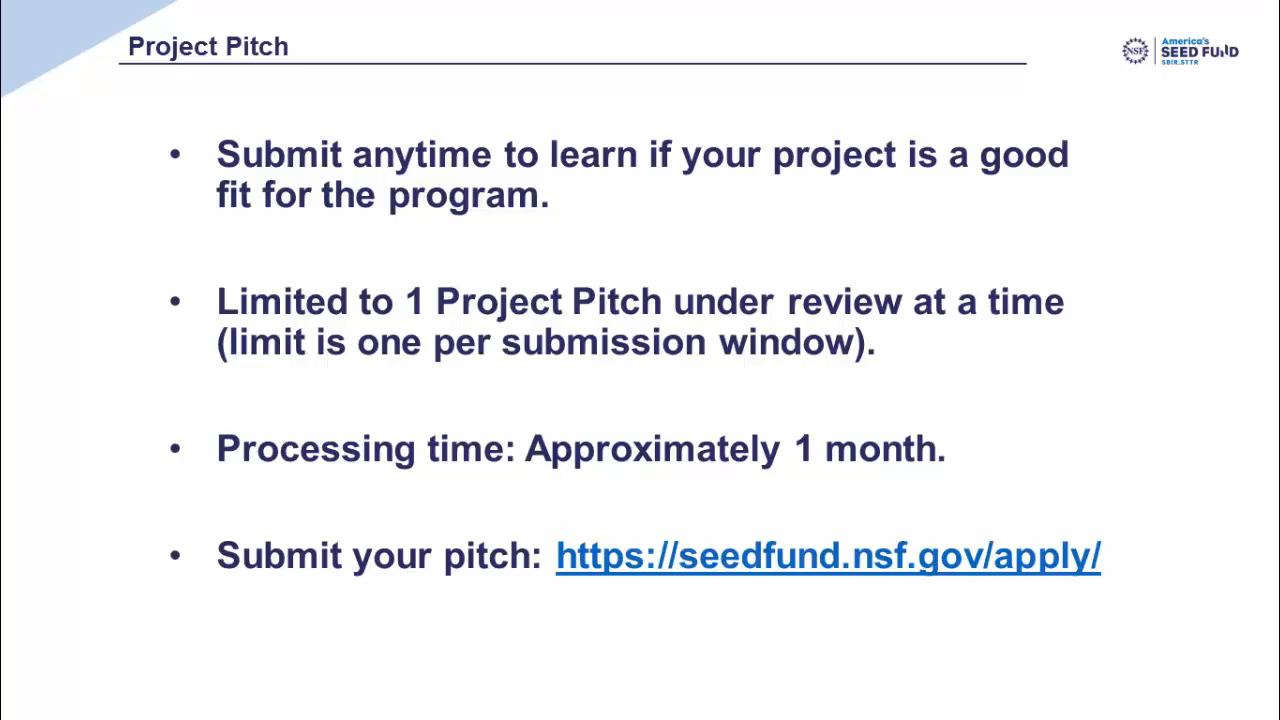 Project Pitch
NSF
America's
SEED FUND
SBIR.STTR
• Submit anytime to learn if your project is a good
fit for the program.
• Limited to 1 Project Pitch under review at a time
(limit is one per submission window).
• Processing time: Approximately 1 month.
• Submit your pitch: https://seedfund.nsf.gov/apply/